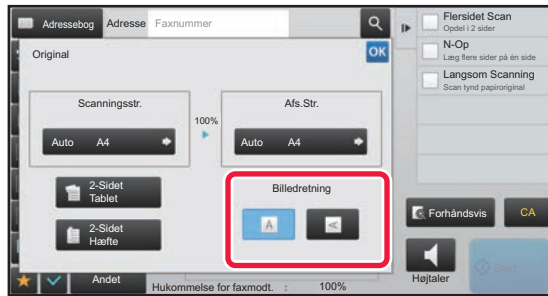 Adressebog Adresse Faxnummer
Original
OK
Scanningsstr.
100%
Afs.Str.
Auto A4
Auto A4
2-Sidet
Tablet
2-Sidet
Hæfte
Billedretning
A
A
Andet
Hukommelse for faxmodt. : 100%
Flersidet Scan
Opdel i 2 sider
N-Op
Læg flere sider på én side
Langsom Scanning
Scan tynd papiroriginal
Forhåndsvis
CA
Højtaler
Start